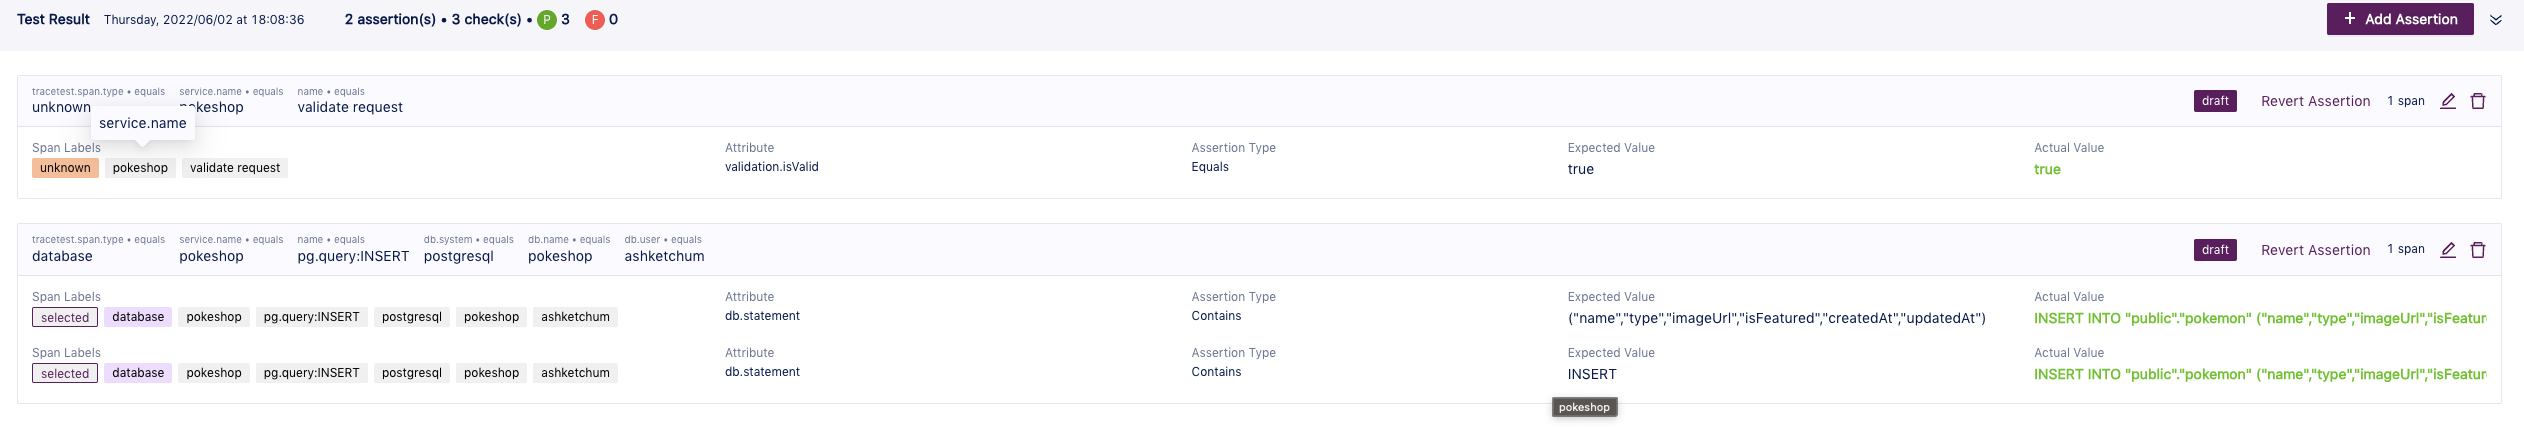 Test Result Thursday, 2022/06/02 at 18:08:36 2 assertion(s) • 3 check(s) • P 3 F 0 + Add Assertion
tracetest.span.type • equals service.name • equals name • equals
unknown pokeshop validate request draft Revert Assertion 1 span
service.name
Span Labels Attribute Assertion Type Expected Value Actual Value
unknown pokeshop validate request validation.isValid Equals true true
tracetest.span.type • equals service.name • equals name • equals db.system • equals db.name • equals db.user • equals
database pokeshop pg.query:INSERT postgresql pokeshop ashketchum draft Revert Assertion 1 span
Span Labels Attribute Assertion Type Expected Value Actual Value
selected database pokeshop pg.query:INSERT postgresql pokeshop ashketchum db.statement Contains ("name","type","imageUrl","isFeatured","createdAt","updatedAt") INSERT INTO "public"."pokemon" ("name","type","imageUrl","isFeatur
Span Labels Attribute Assertion Type Expected Value Actual Value
selected database pokeshop pg.query:INSERT postgresql pokeshop ashketchum db.statement Contains INSERT INSERT INTO "public"."pokemon" ("name","type","imageUrl","isFeatur
pokeshop